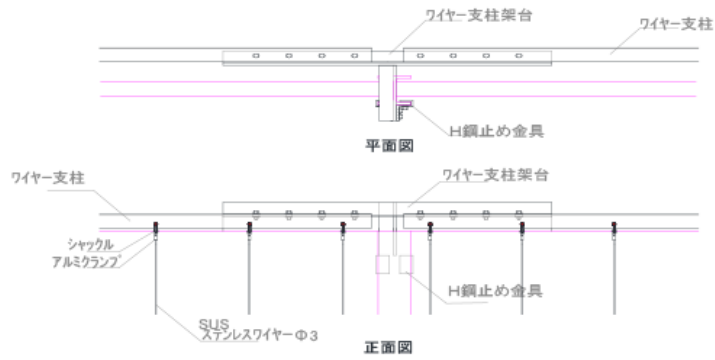 ワイヤー支柱架台
ワイヤー支柱
H鋼止め金具
平面図
ワイヤー支柱
ワイヤー支柱架台
シャックル
アルミクランプ
H鋼止め金具
SUS
ステンレスワイヤーΦ3
正面図